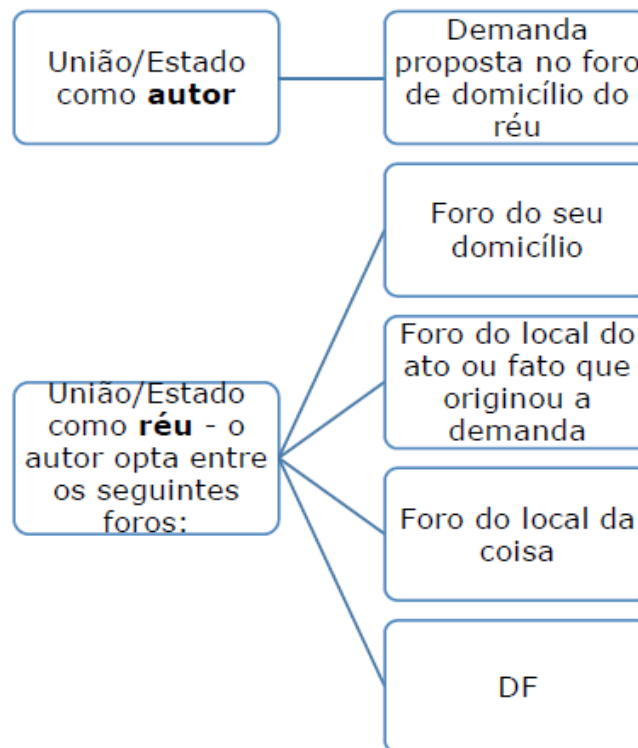 União/Estado
como autor
Demanda
proposta no foro
de domicílio do
réu
União/Estado
como réu - o
autor opta entre
os seguintes
foros:
Foro do seu
domicílio
Foro do local do
ato ou fato que
originou a
demanda
Foro do local da
coisa
DF